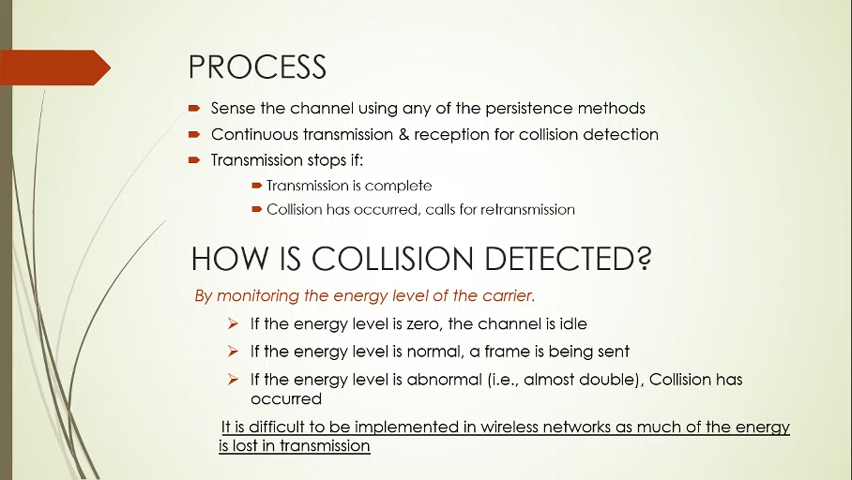 PROCESS
Sense the channel using any of the persistence methods
Continuous transmission & reception for collision detection
Transmission stops if:
Transmission is complete
Collision has occurred, calls for retransmission
HOW IS COLLISION DETECTED?
By monitoring the energy level of the carrier.
If the energy level is zero, the channel is idle
If the energy level is normal, a frame is being sent
If the energy level is abnormal (i.e., almost double), Collision has
occurred
It is difficult to be implemented in wireless networks as much of the energy
is lost in transmission